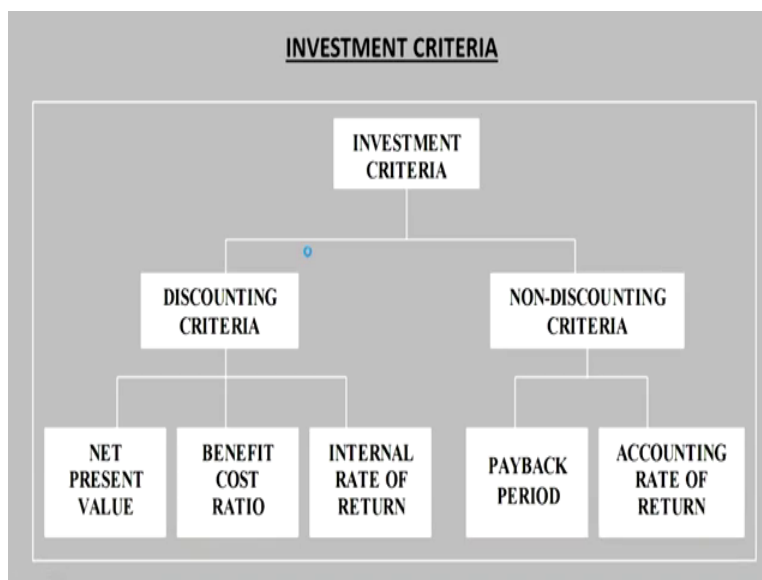 INVESTMENT CRITERIA
INVESTMENT
CRITERIA
DISCOUNTING
CRITERIA
NON-DISCOUNTING
CRITERIA
NET
PRESENT
VALUE
BENEFIT
COST
RATIO
INTERNAL
RATE OF
RETURN
PAYBACK
PERIOD
ACCOUNTING
RATE OF
RETURN